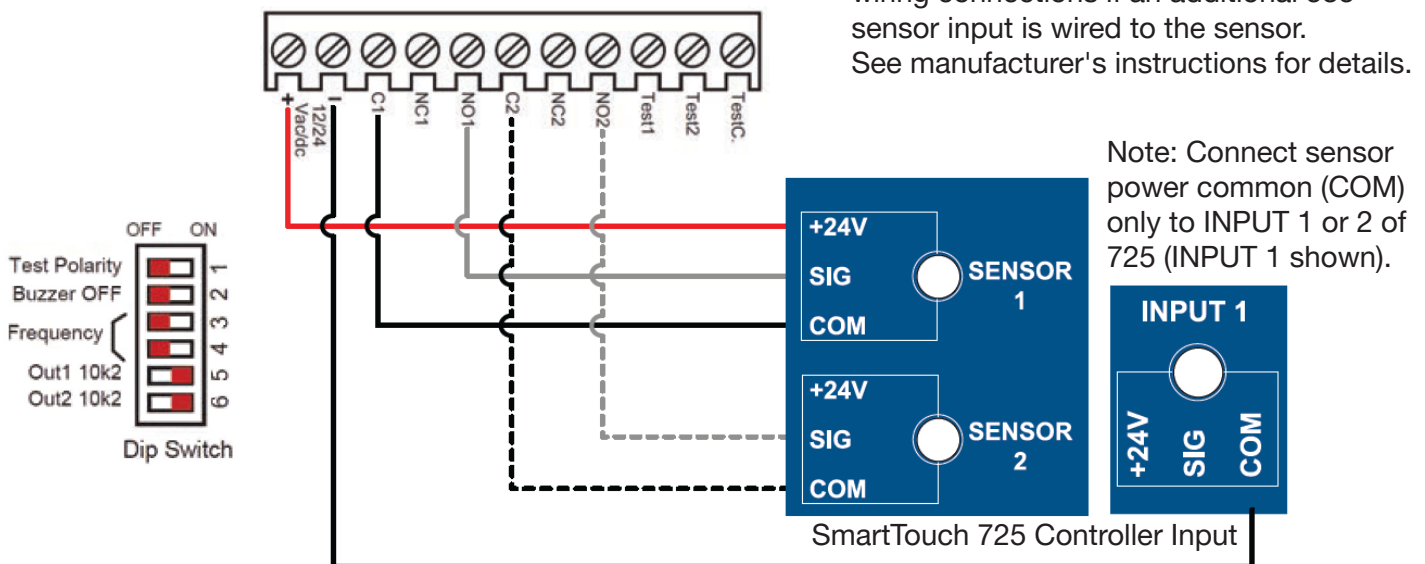 sensor input is wired to the sensor.
See manufacturer's instructions for details.
+
12/24
Vac/dc
–
C1
NC1
NO1
C2
NC2
NO2
Test1
Test2
TestC.
Note: Connect sensor
power common (COM)
only to INPUT 1 or 2 of
725 (INPUT 1 shown).
OFF ON
Test Polarity 1
Buzzer OFF 2
Frequency 3
4
Out1 10k2 5
Out2 10k2 6
Dip Switch
+24V
SIG
COM
SENSOR
1
+24V
SIG
COM
SENSOR
2
INPUT 1
+24V
SIG
COM
SmartTouch 725 Controller Input